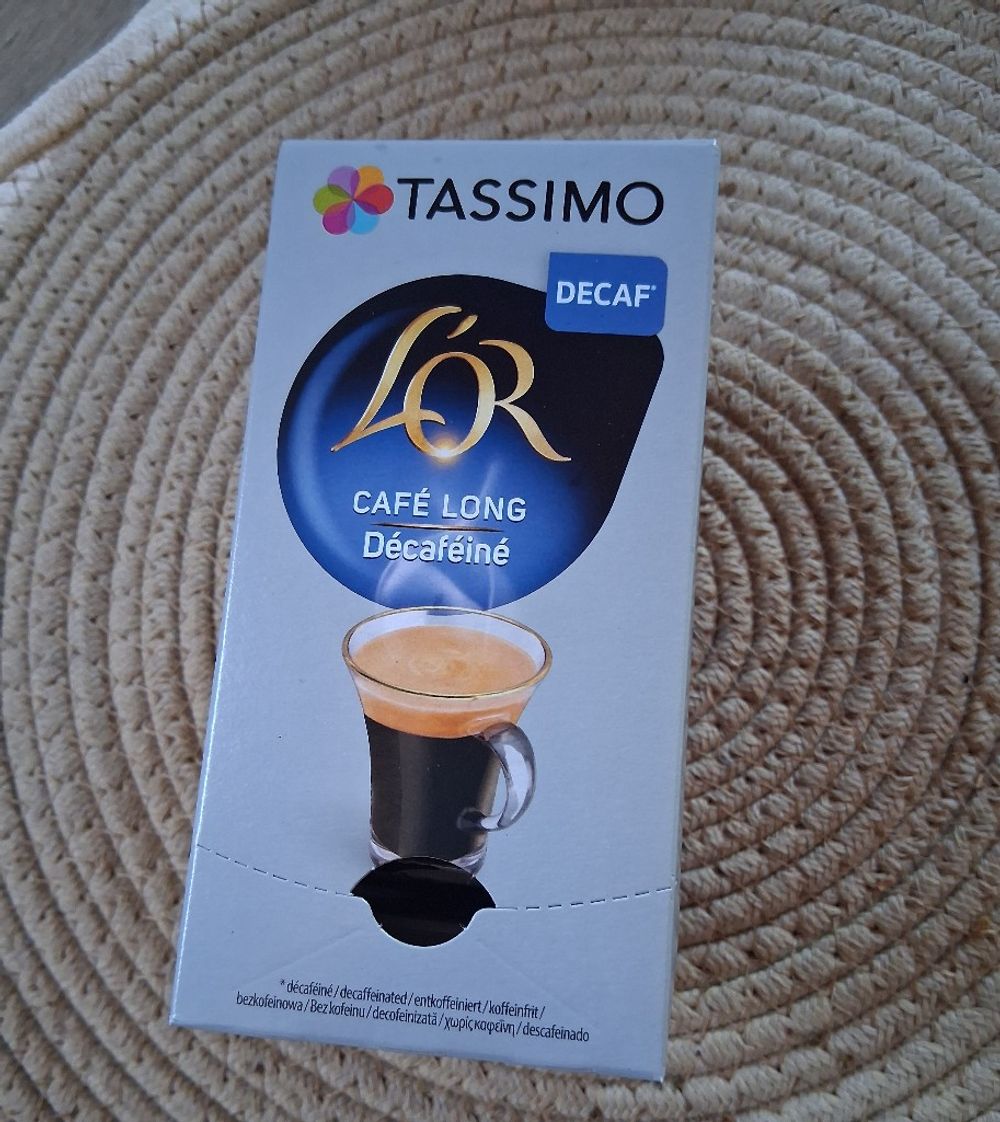 TASSIMO
DECAF*
L'OR
CAFÉ LONG
Décaféiné
* décaféiné / decaffeinated / entkoffeiniert / koffeinfrit /
bezkofeinowa / Bez kofeinu / decofeinizată / χωρίς καφεΐνη / descafeinado